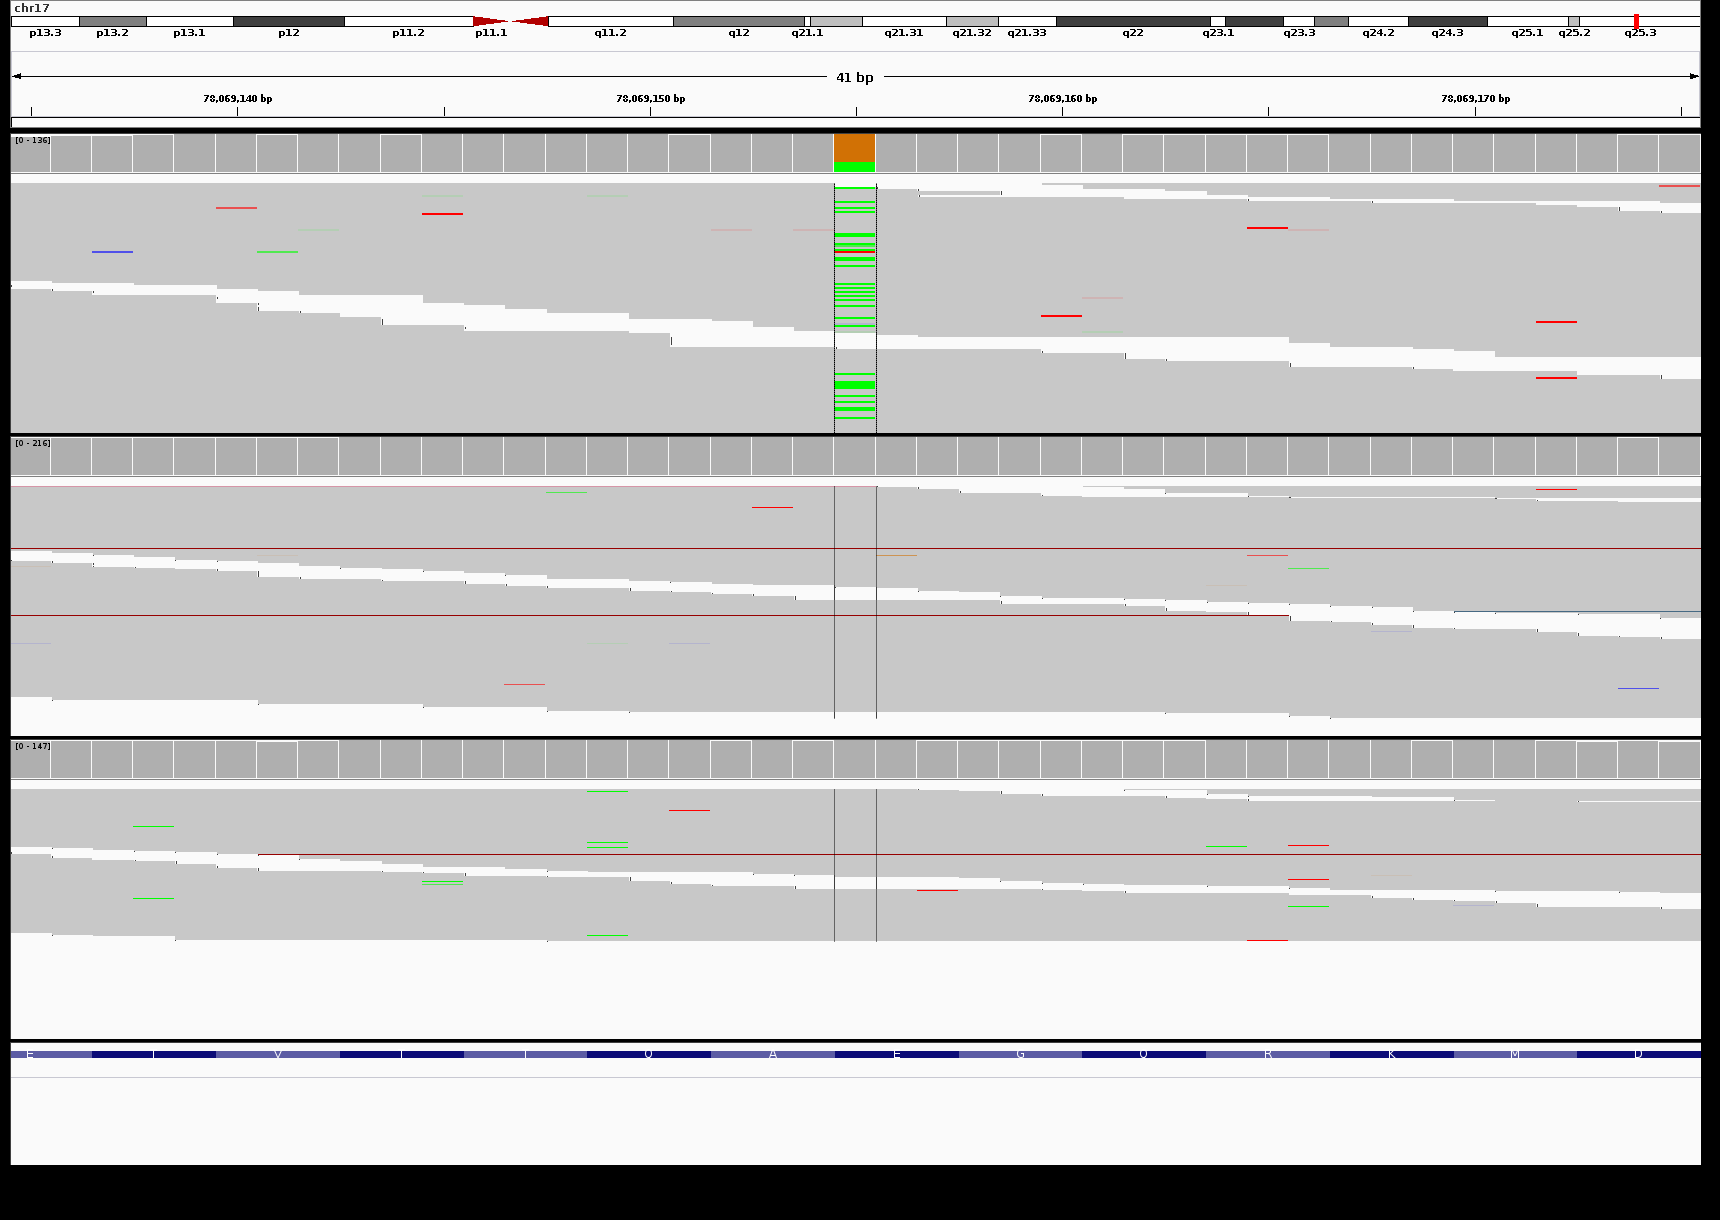 chr17
p13.3 p13.2 p13.1 p12 p11.2 p11.1 q11.2 q12 q21.1 q21.31 q21.32 q21.33 q22 q23.1 q23.3 q24.2 q24.3 q25.1 q25.2 q25.3
41 bp
78,069,140 bp 78,069,150 bp 78,069,160 bp 78,069,170 bp
[0 - 136]
[0 - 216]
[0 - 147]
E V A E G R K M D